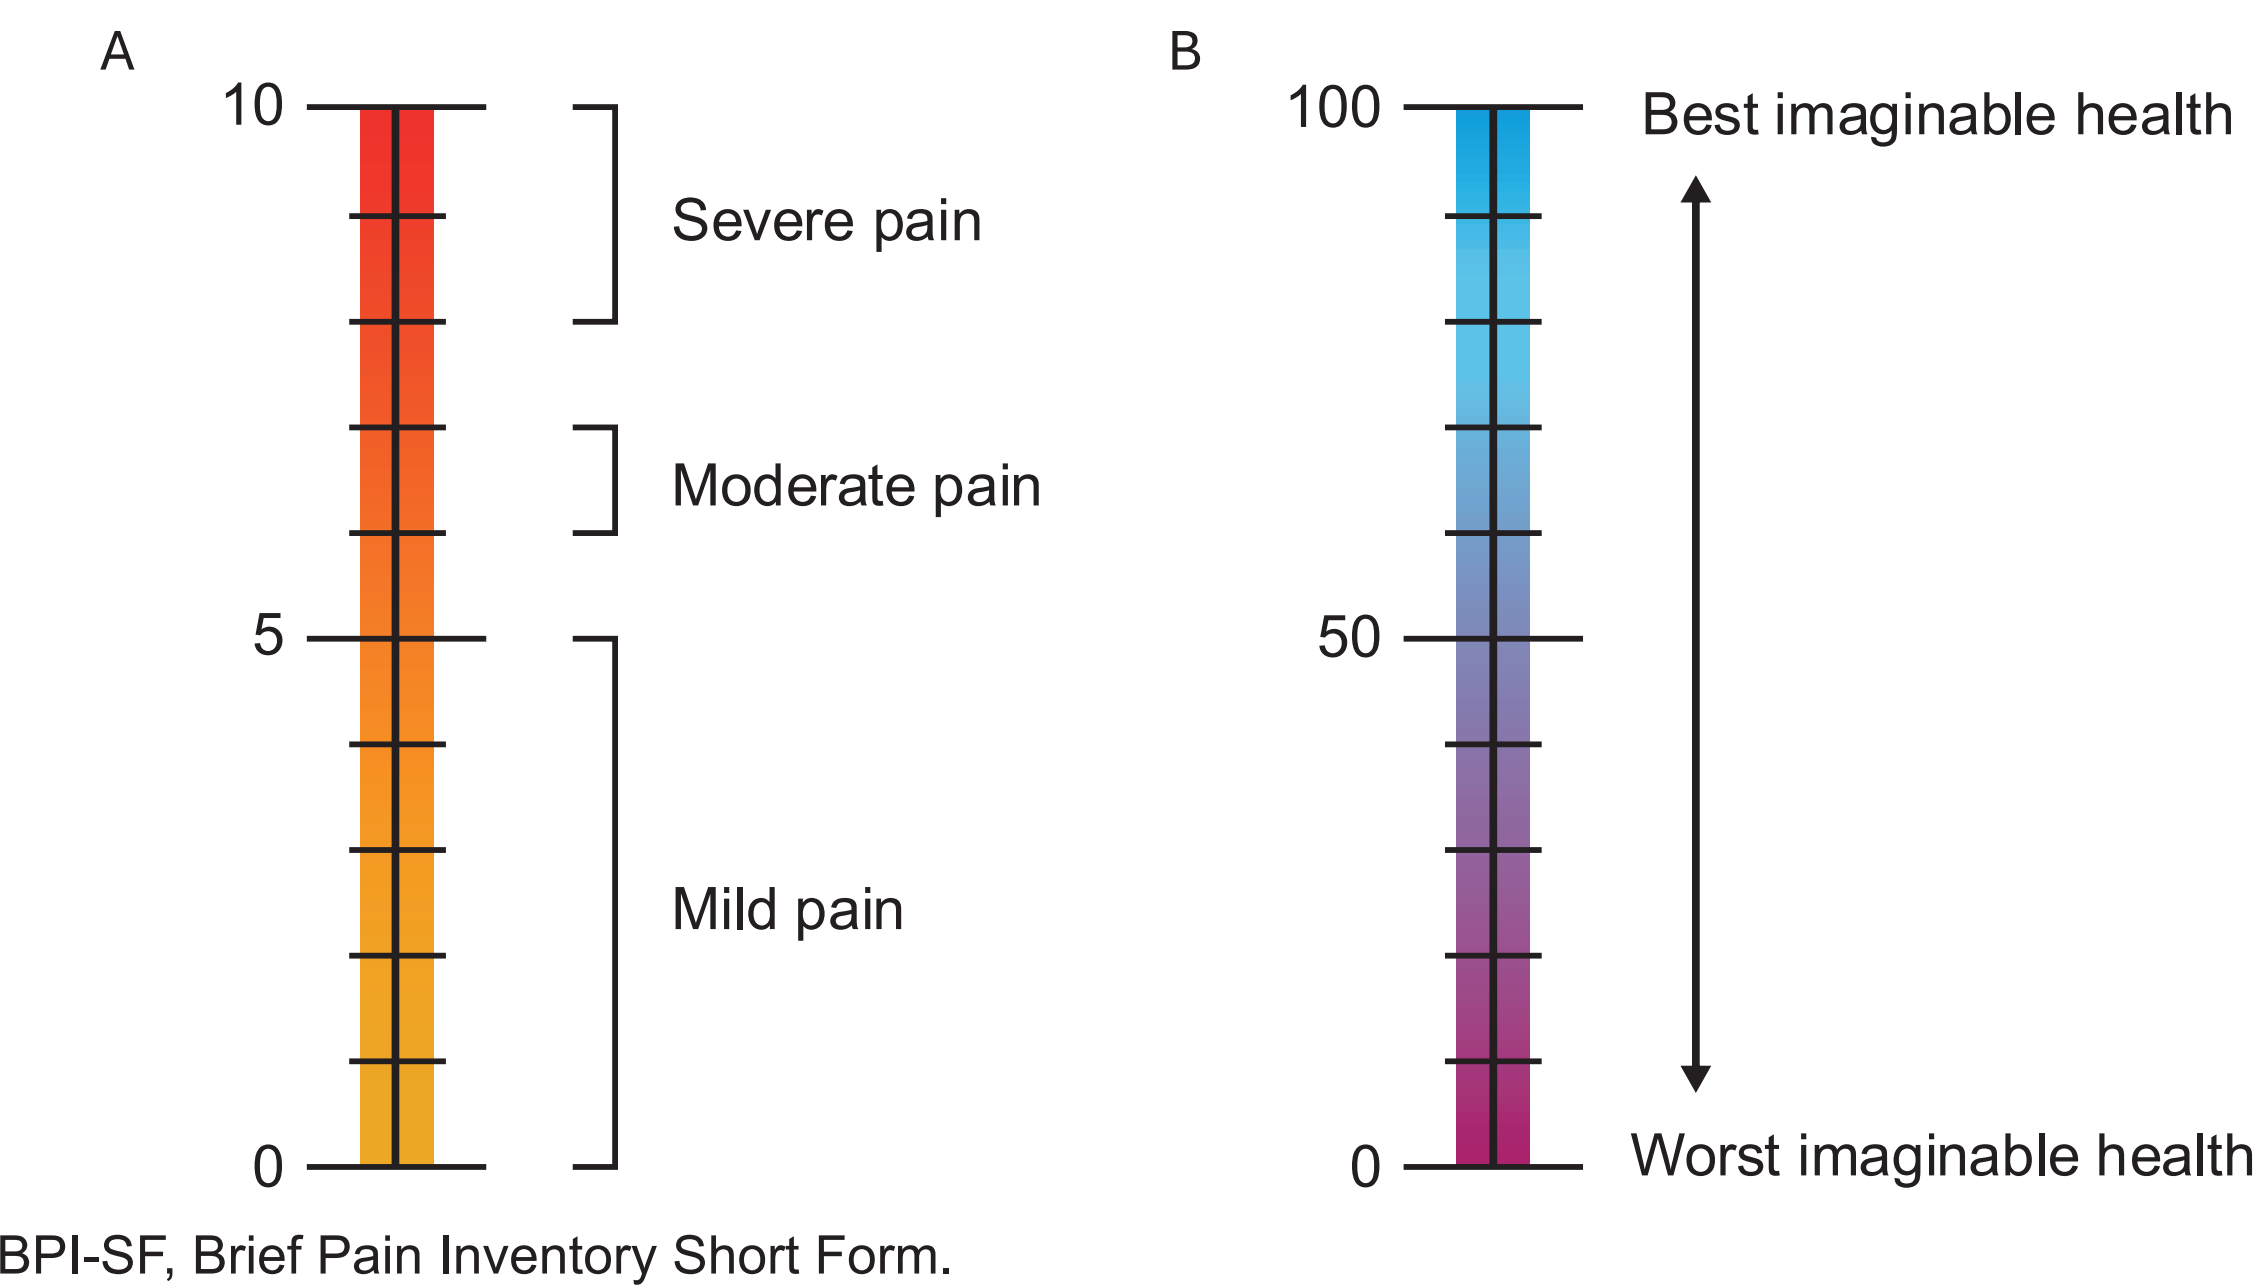 A
10
Severe pain
Moderate pain
5
Mild pain
0
B
100
Best imaginable health
50
0
Worst imaginable health
BPI-SF, Brief Pain Inventory Short Form.